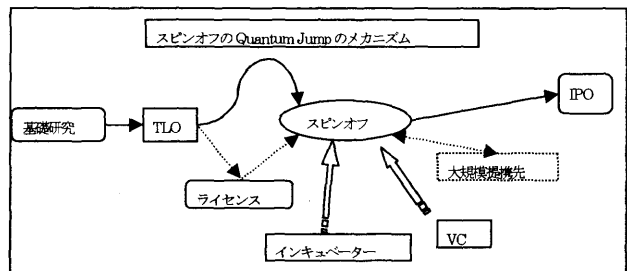 スピンオフのQuantum Jumpのメカニズム
IPO
基礎研究
TLO
スピンオフ
大規模提携先
ライセンス
VC
インキュベーター